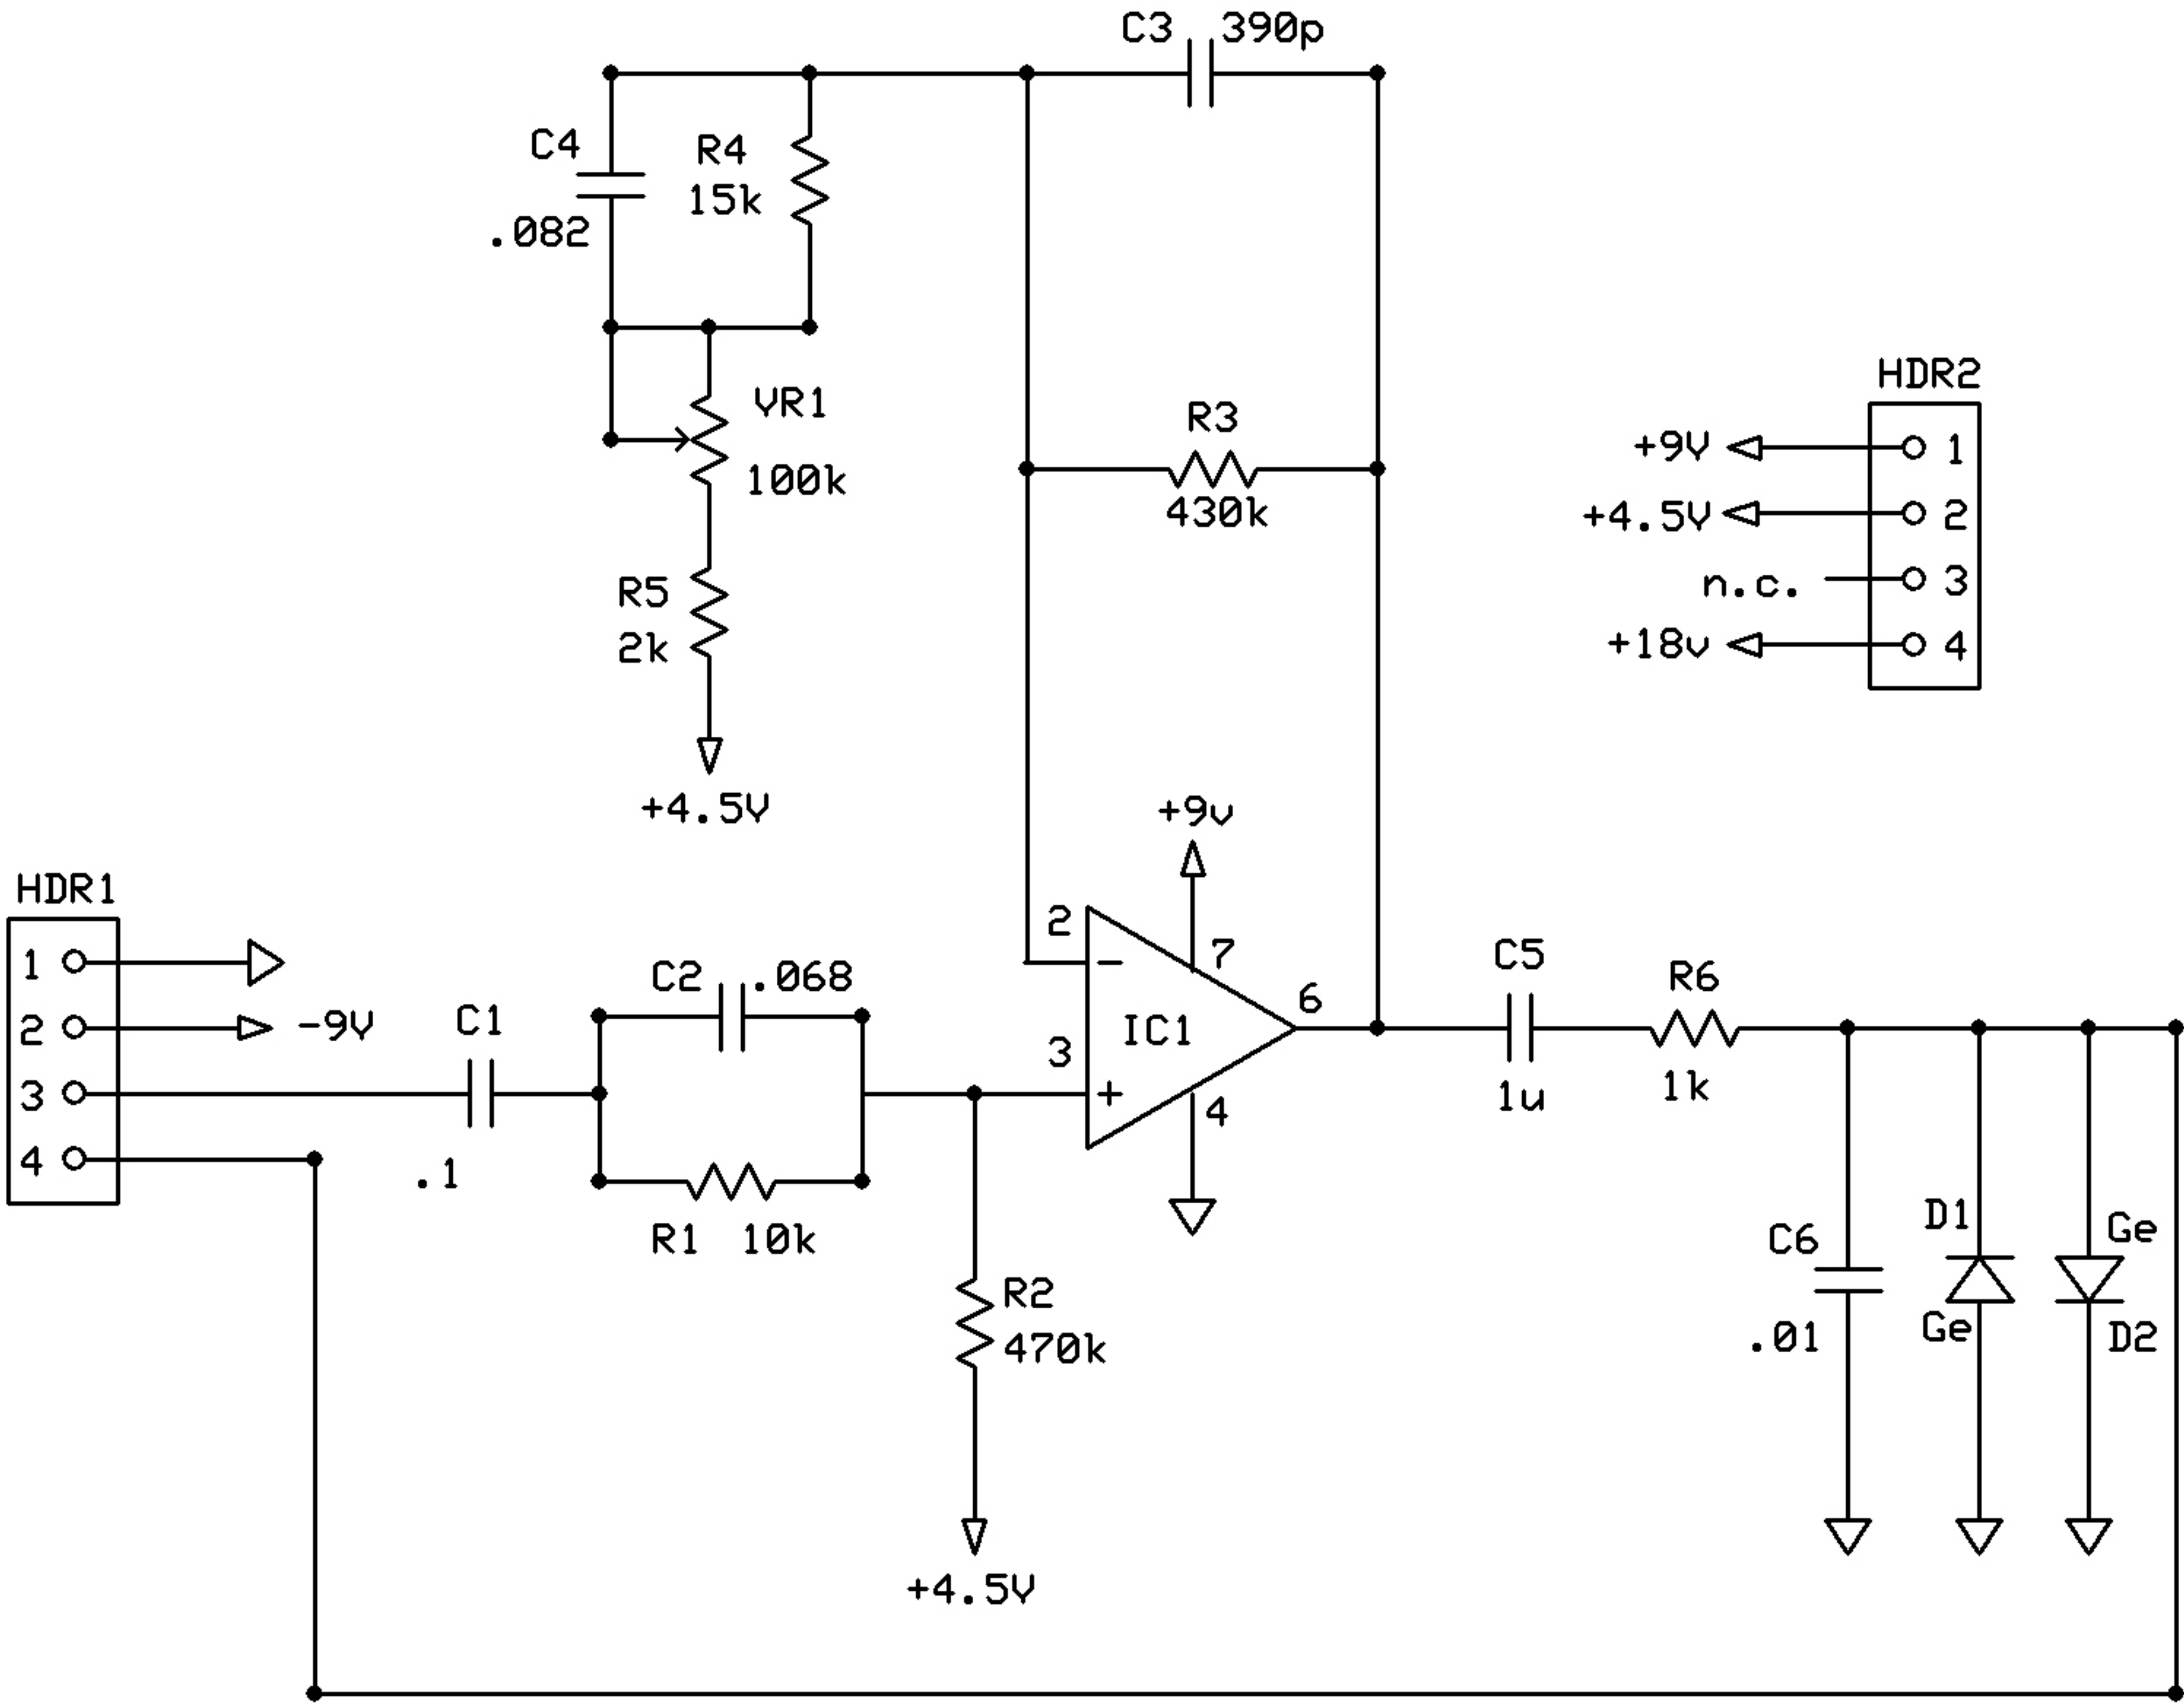 C3 390p
C4
.082
R4
15k
VR1
100k
R5
2k
+4.5V
R3
430k
HDR2
+9V 1
+4.5V 2
n.c. 3
+18v 4
+9v
HDR1
1
2 -9V
3
4
C1
.1
C2 .068
R1 10k
2
3
7
6
4
IC1
- 
+
R2
470k
+4.5V
C5
1u
R6
1k
C6
.01
D1
Ge
Ge
D2